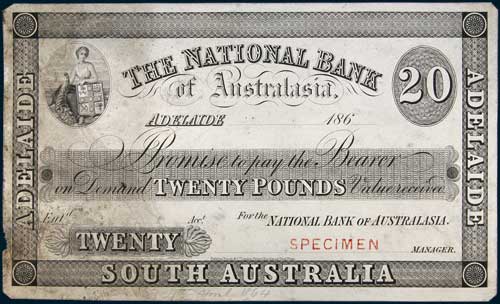 THE NATIONAL BANK
of Australasia,
20
ADELAIDE 186
I Promise to pay the Bearer
on Demand TWENTY POUNDS Value received
Entd. Acct.
For the NATIONAL BANK OF AUSTRALASIA.
TWENTY
SPECIMEN
MANAGER.
SOUTH AUSTRALIA
ADELAIDE
ADELAIDE
1864